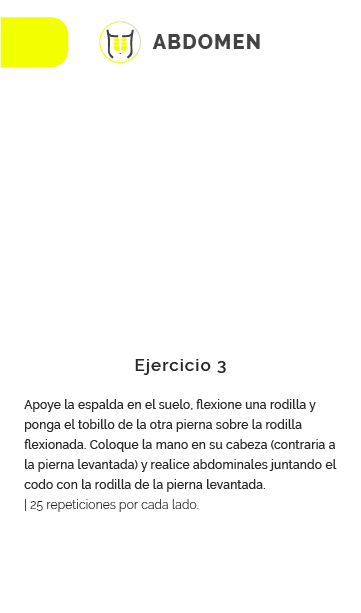 ABDOMEN
Ejercicio 3
Apoye la espalda en el suelo, flexione una rodilla y
ponga el tobillo de la otra pierna sobre la rodilla
flexionada. Coloque la mano en su cabeza (contraria a
la pierna levantada) y realice abdominales juntando el
codo con la rodilla de la pierna levantada.
| 25 repeticiones por cada lado.